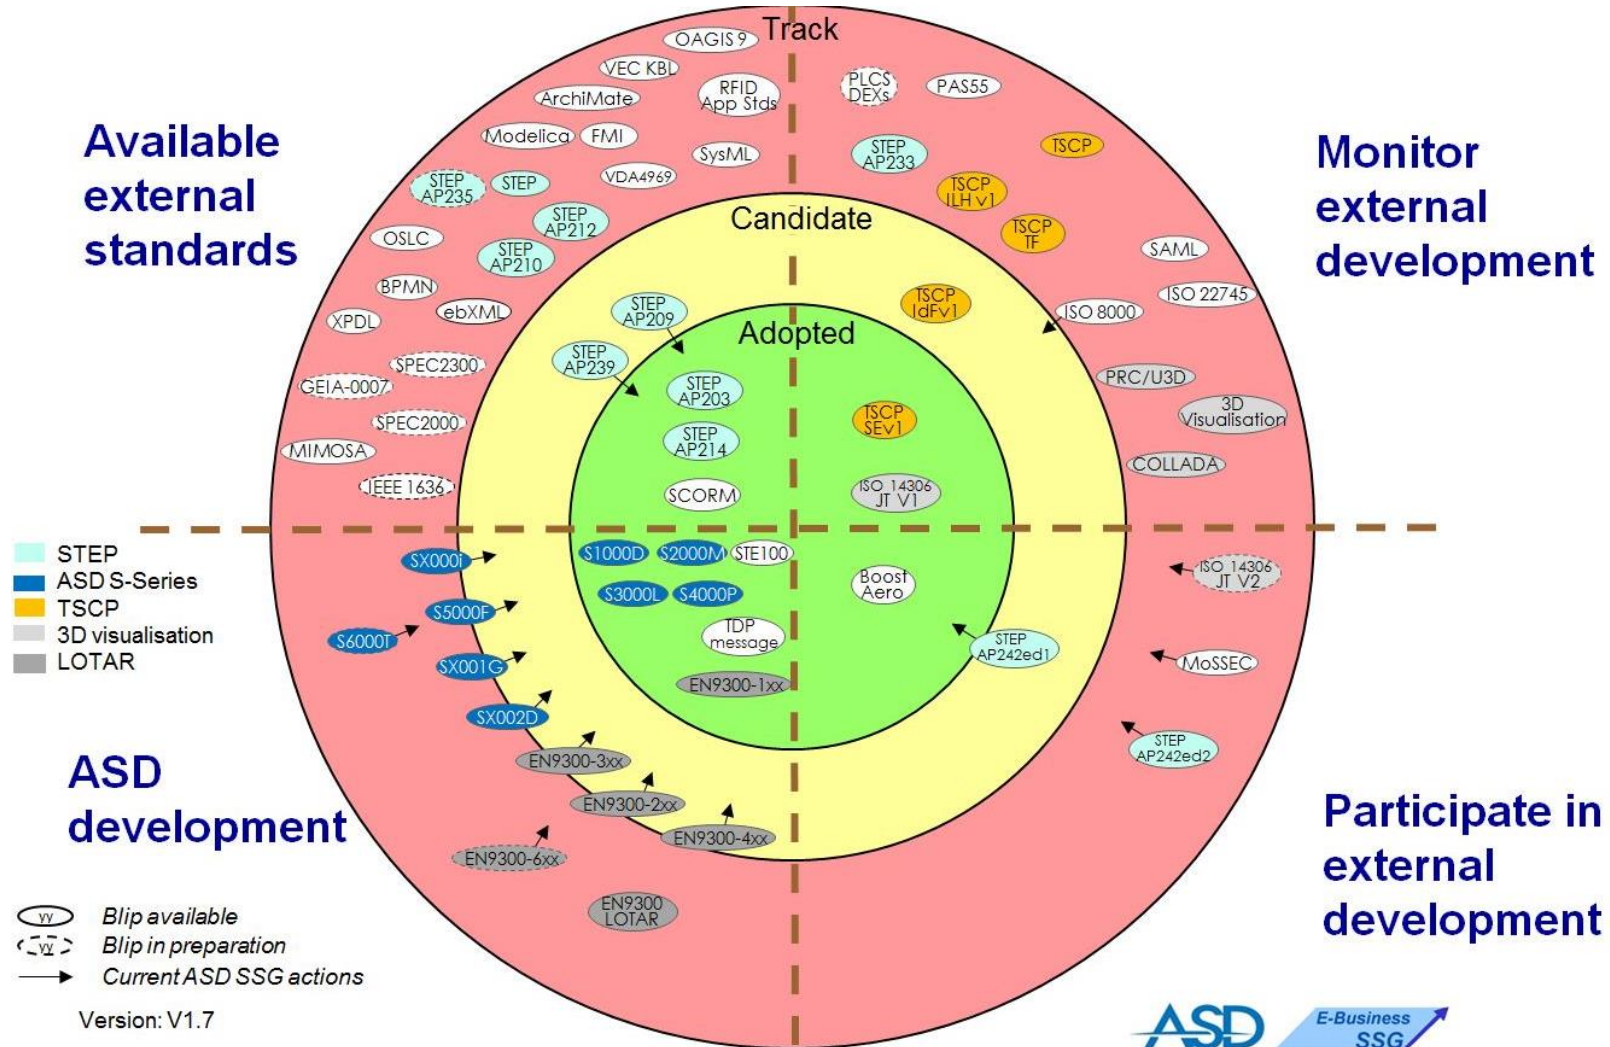 Track
Candidate
Adopted
Available
external
standards
OAGIS 9
VEC KBL
ArchiMate
RFID
App Stds
Modelica
FMI
SysML
VDA4969
STEP
AP235
STEP
STEP
AP212
OSLC
STEP
AP210
BPMN
ebXML
XPDL
SPEC2300
GEIA-0007
SPEC2000
MIMOSA
IEEE 1636
STEP
AP209
STEP
AP239
STEP
AP203
STEP
AP214
SCORM
Monitor
external
development
PLCS
DEXs
PAS55
TSCP
STEP
AP233
TSCP
ILH v1
TSCP
TF
SAML
ISO 22745
ISO 8000
TSCP
IdFv1
PRC/U3D
3D
Visualisation
COLLADA
TSCP
SEv1
ISO 14306
JT V1
STEP
ASD S-Series
TSCP
3D visualisation
LOTAR
SX000i
S5000F
S6000T
SX001G
SX002D
S1000D
S2000M
STE100
S3000L
S4000P
TDP
message
EN9300-1xx
EN9300-3xx
EN9300-2xx
EN9300-4xx
EN9300-6xx
EN9300
LOTAR
ASD
development
Boost
Aero
ISO 14306
JT V2
STEP
AP242ed1
MoSSEC
STEP
AP242ed2
Participate in
external
development
yy Blip available
yy Blip in preparation
Current ASD SSG actions
Version: V1.7
ASD
E-Business
SSG